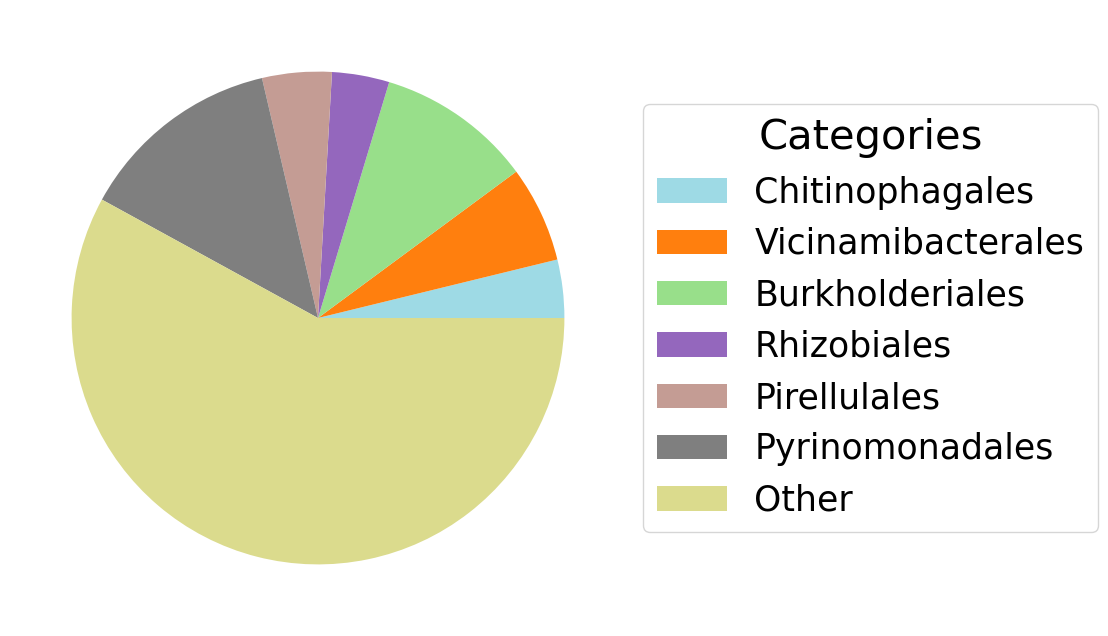 Categories
Chitinophagales
Vicinamibacterales
Burkholderiales
Rhizobiales
Pirellulales
Pyrinomonadales
Other